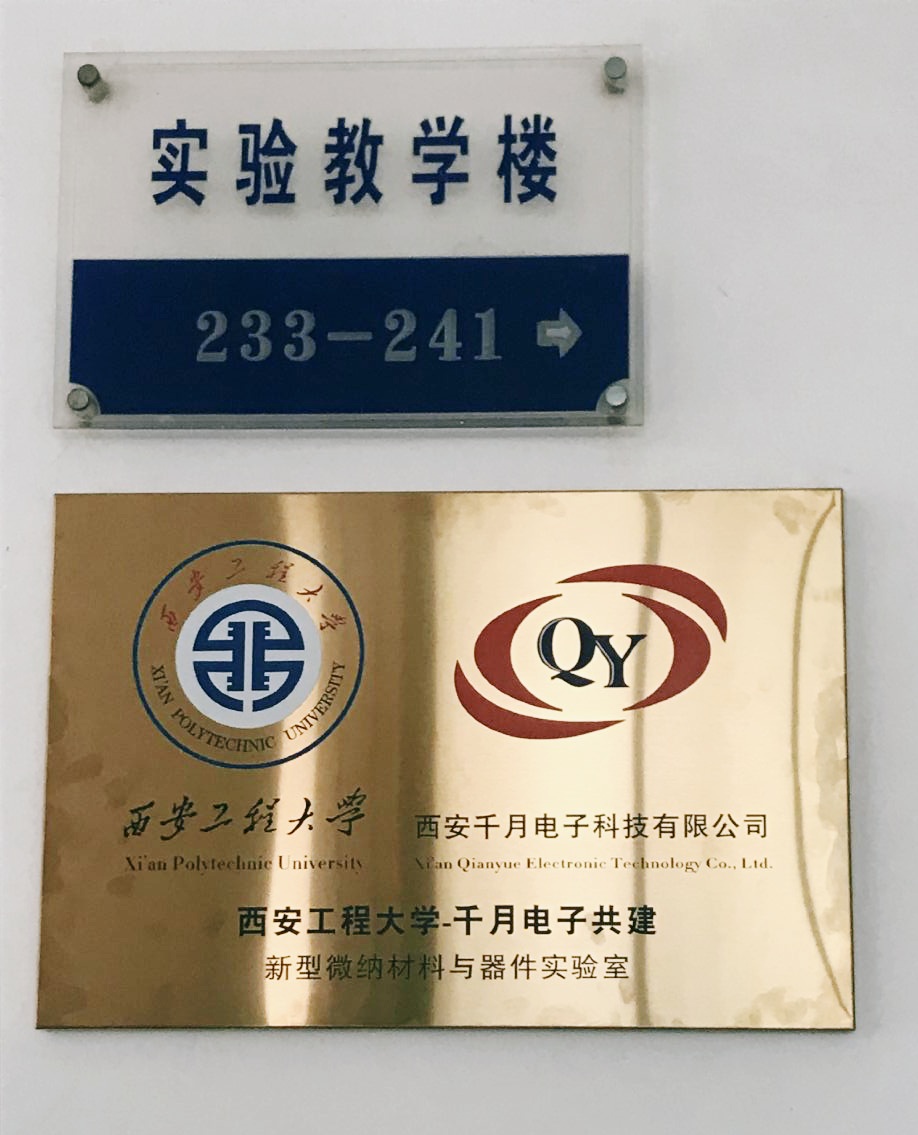 实验教学楼
233-241
西安工程大学
XI'AN POLYTECHNIC UNIVERSITY
QY
西安工程大学
Xi'an Polytechnic University
西安千月电子科技有限公司
Xi'an Qianyue Electronic Technology Co., Ltd.
西安工程大学-千月电子共建
新型微纳材料与器件实验室